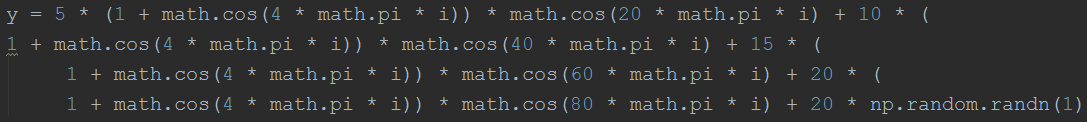 y = 5 * (1 + math.cos(4 * math.pi * i)) * math.cos(20 * math.pi * i) + 10 * (
1 + math.cos(4 * math.pi * i)) * math.cos(40 * math.pi * i) + 15 * (
1 + math.cos(4 * math.pi * i)) * math.cos(60 * math.pi * i) + 20 * (
1 + math.cos(4 * math.pi * i)) * math.cos(80 * math.pi * i) + 20 * np.random.randn(1)